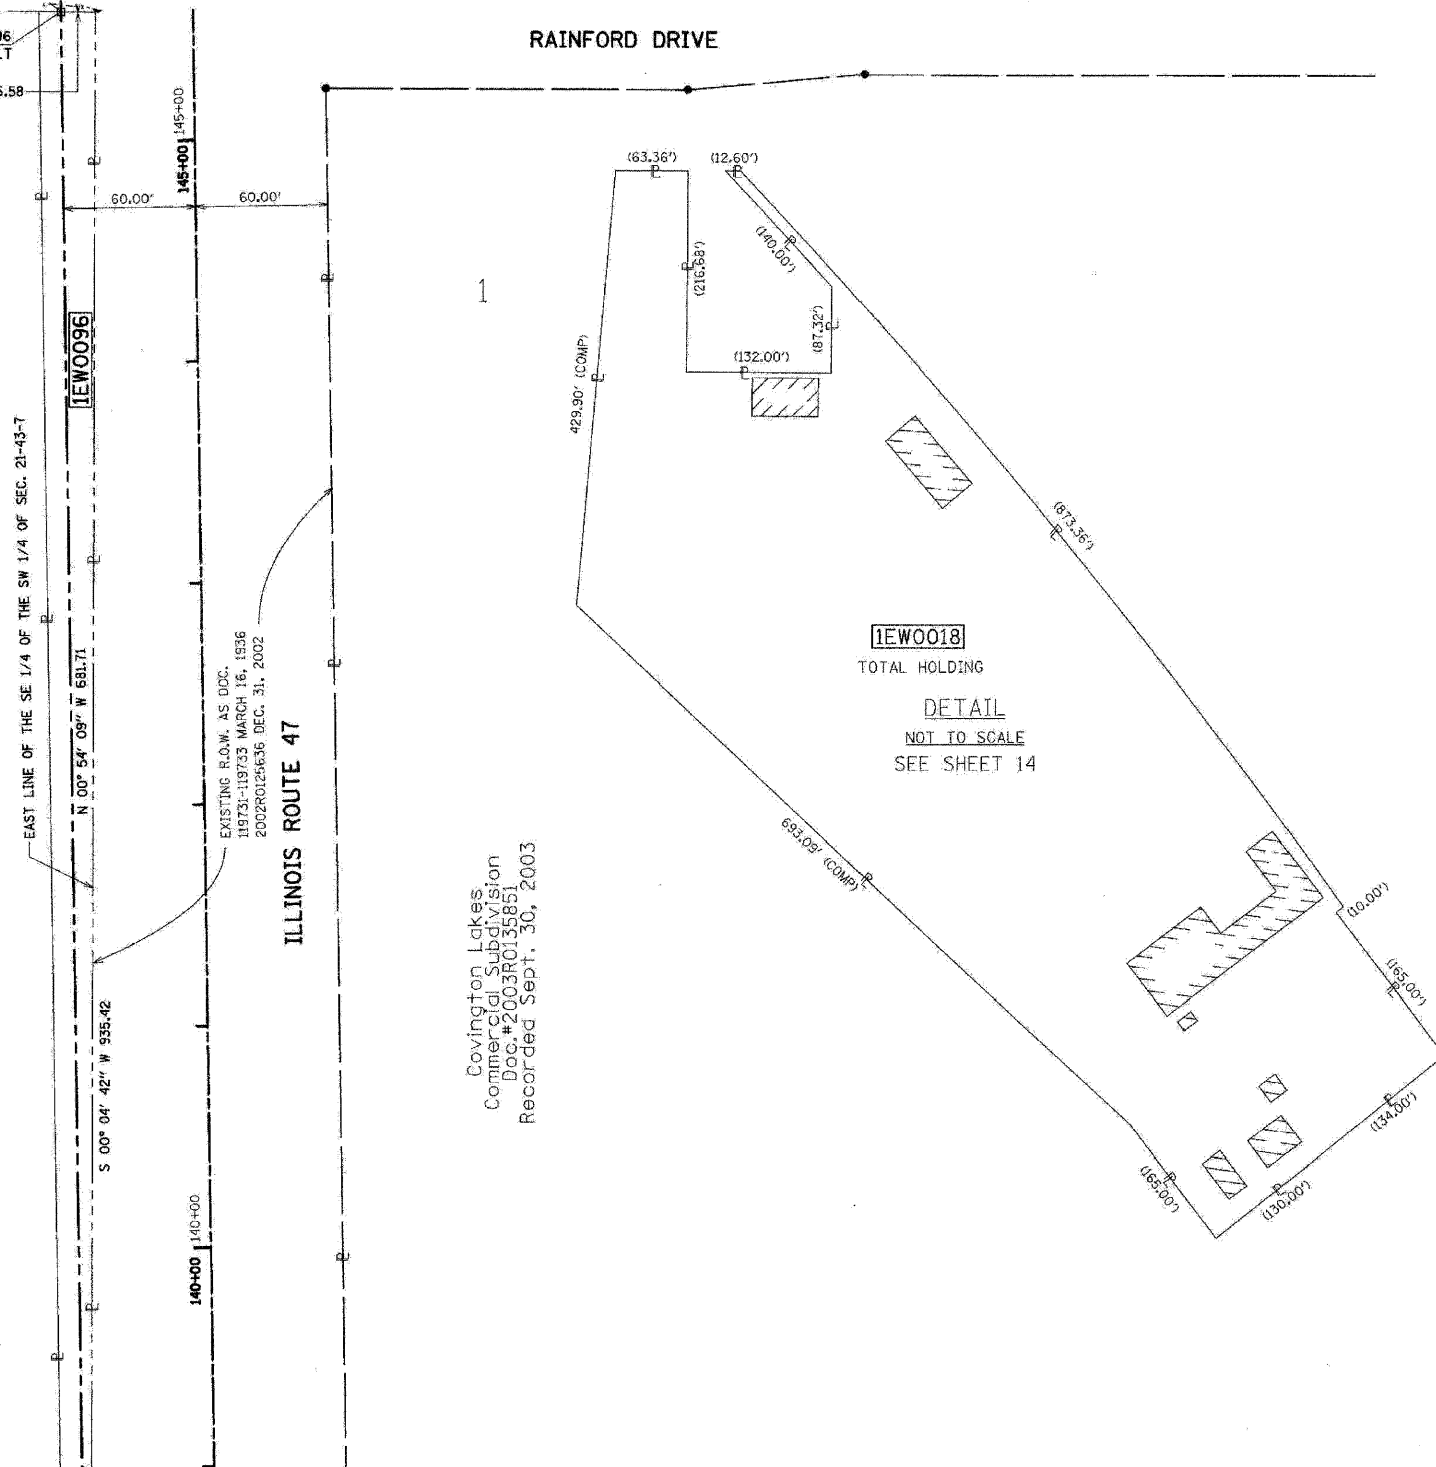 RAINFORD DRIVE
5.58
145+00
145+00
60.00'
60.00'
(63.36')
(12.60')
(140.00')
(216.68')
(87.32')
(132.00')
429.90' (COMP)
1
1EW0096
EAST LINE OF THE SE 1/4 OF THE SW 1/4 OF SEC. 21-43-7
N 00° 54' 09" W 681.71
S 00° 04' 42" W 935.42
EXISTING R.O.W. AS DOC.
119731-119733 MARCH 16, 1936
2002R0125636 DEC. 31, 2002
ILLINOIS ROUTE 47
140+00
140+00
(873.36')
1EW0018
TOTAL HOLDING
DETAIL
NOT TO SCALE
SEE SHEET 14
693.09' (COMP)
Covington Lakes
Commercial Subdivision
Doc.#2003R0135851
Recorded Sept. 30, 2003
(10.00')
(165.00')
(134.00')
(130.00')
(165.00')